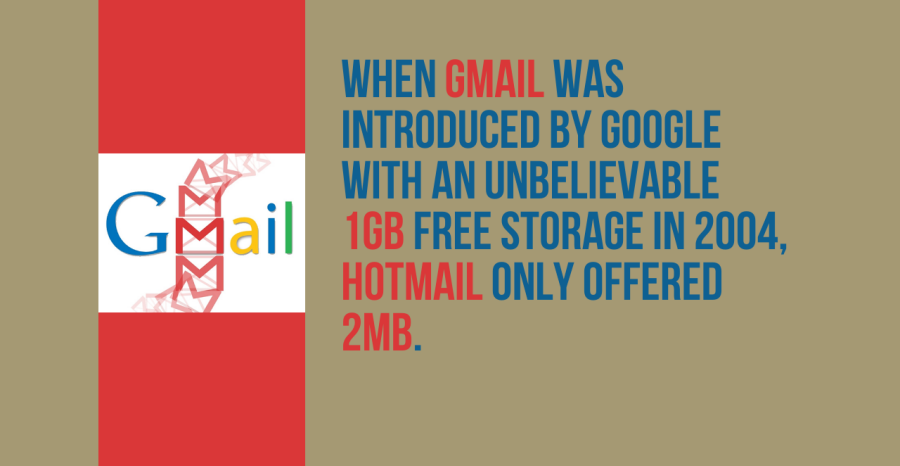 Gmail
WHEN GMAIL WAS
INTRODUCED BY GOOGLE
WITH AN UNBELIEVABLE
1GB FREE STORAGE IN 2004,
HOTMAIL ONLY OFFERED
2MB.